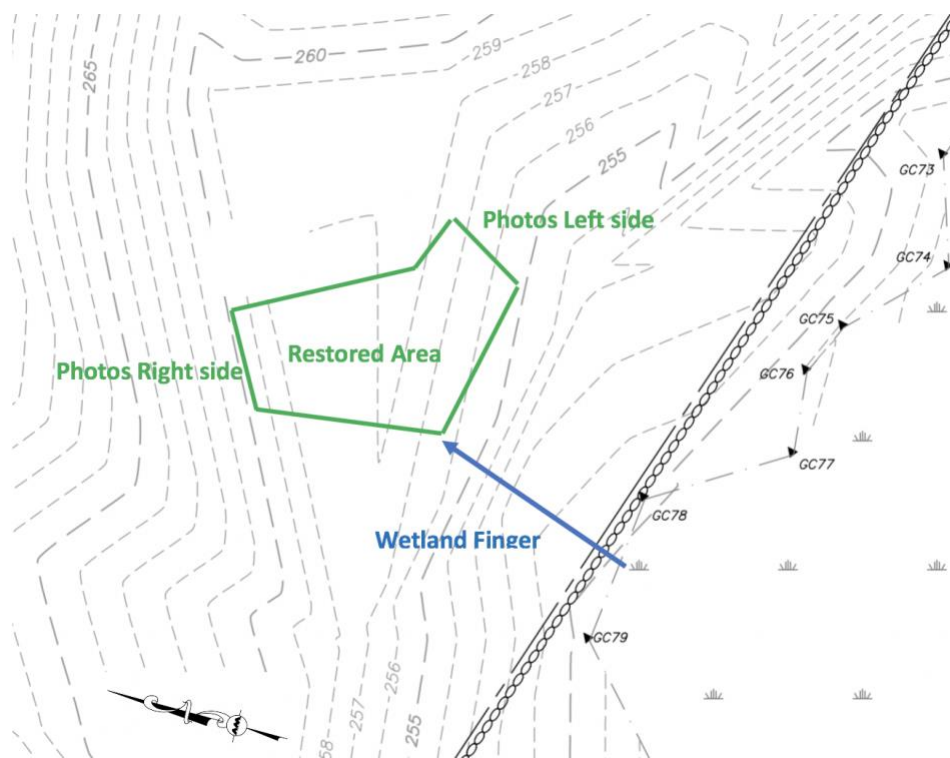 259
260
258
265
257
256
255
GC73
Photos Left side
GC74
GC75
Restored Area
Photos Right side
GC76
GC77
GC78
Wetland Finger
GC79
256
257
255
58